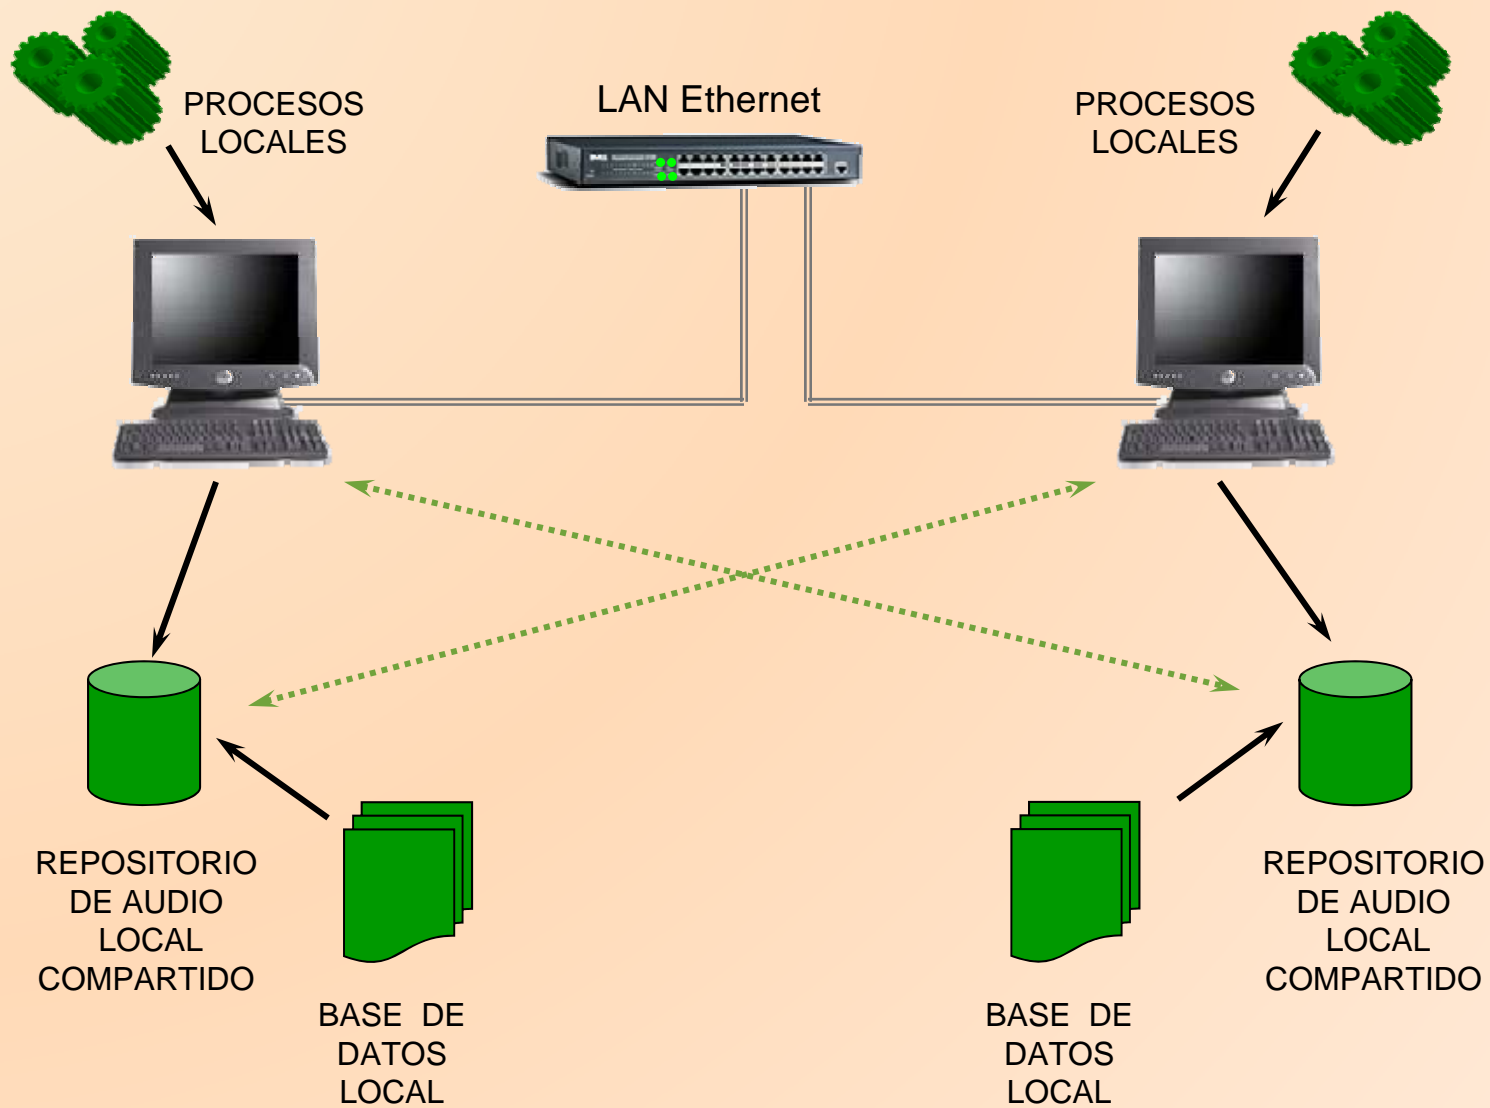 PROCESOS
LOCALES
LAN Ethernet
PROCESOS
LOCALES
REPOSITORIO
DE AUDIO
LOCAL
COMPARTIDO
BASE DE
DATOS
LOCAL
BASE DE
DATOS
LOCAL
REPOSITORIO
DE AUDIO
LOCAL
COMPARTIDO